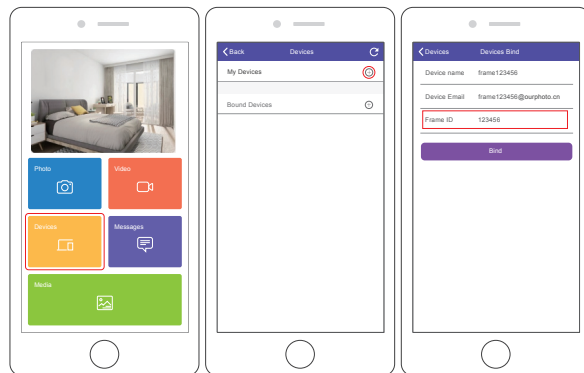 Photo
Video
Devices
Messages
Media
Back
Devices
My Devices
Bound Devices
Devices
Devices Bind
Device name frame123456
Device Email frame123456@ourphoto.cn
Frame ID 123456
Bind